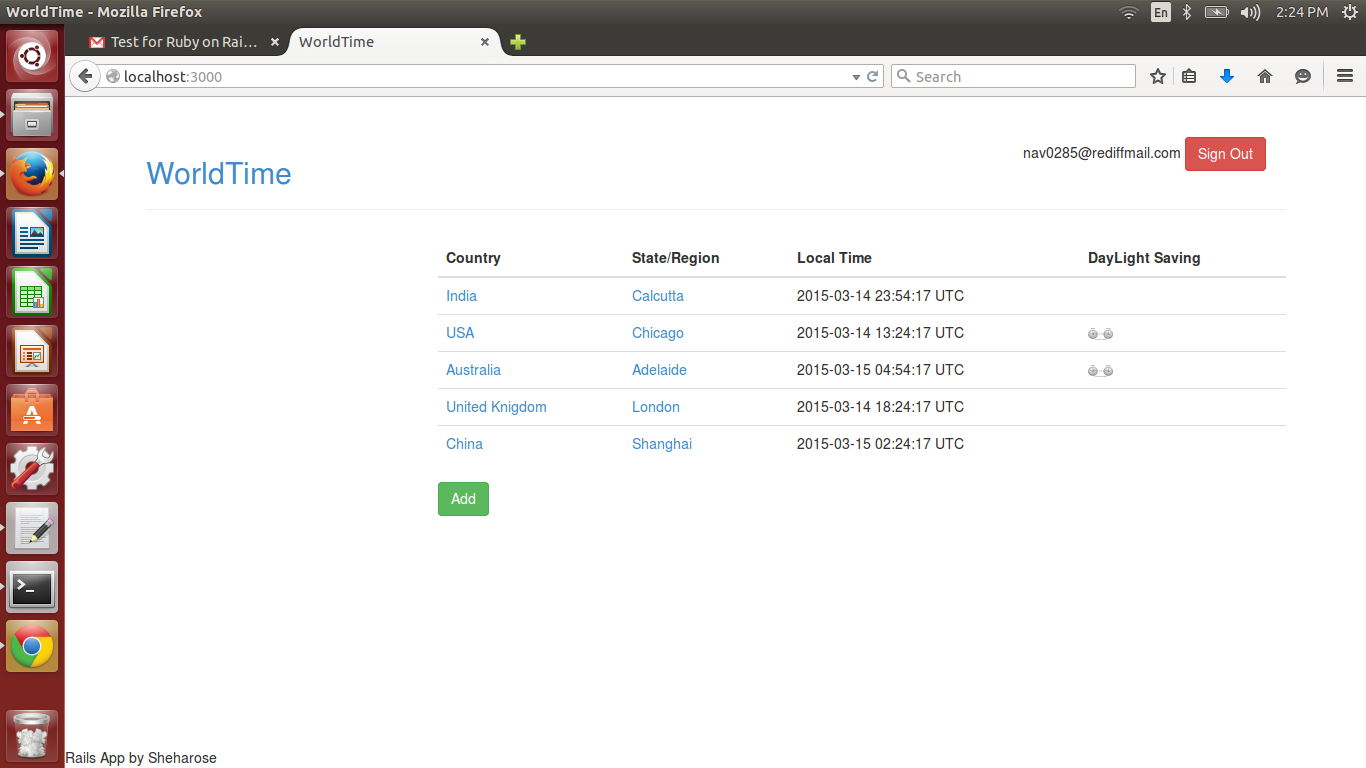 WorldTime - Mozilla Firefox
En
2:24 PM
Test for Ruby on Rai...
WorldTime
localhost:3000
Search
WorldTime
nav0285@rediffmail.com Sign Out
Country State/Region Local Time DayLight Saving
India Calcutta 2015-03-14 23:54:17 UTC
USA Chicago 2015-03-14 13:24:17 UTC
Australia Adelaide 2015-03-15 04:54:17 UTC
United Knigdom London 2015-03-14 18:24:17 UTC
China Shanghai 2015-03-15 02:24:17 UTC
Add
Rails App by Sheharose